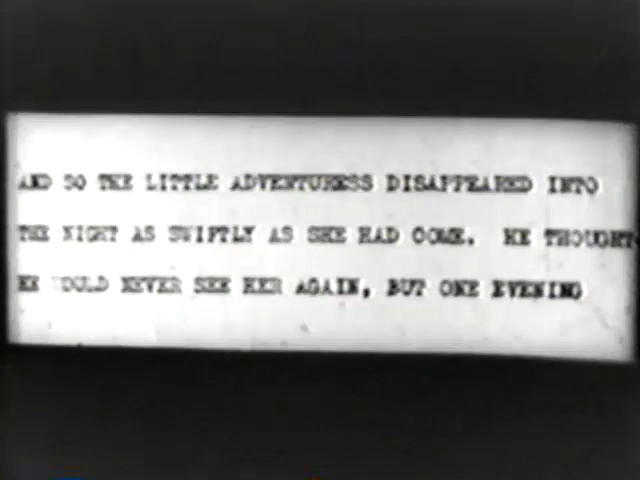 AND SO THE LITTLE ADVENTURESS DISAPPEARED INTO
THE NIGHT AS SWIFTLY AS SHE HAD COME. HE THOUGHT
HE WOULD NEVER SEE HER AGAIN, BUT ONE EVENING